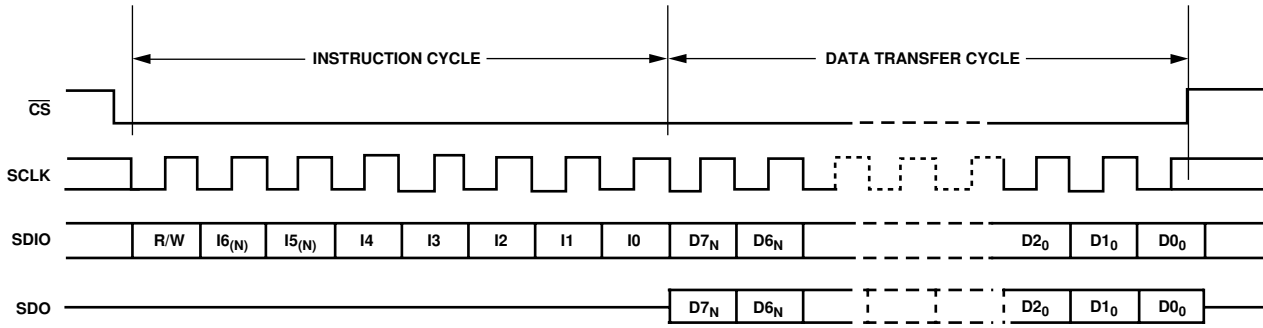 INSTRUCTION CYCLE DATA TRANSFER CYCLE
CS
SCLK
SDIO R/W I6(N) I5(N) I4 I3 I2 I1 I0 D7N D6N D20 D10 D00
SDO D7N D6N D20 D10 D00